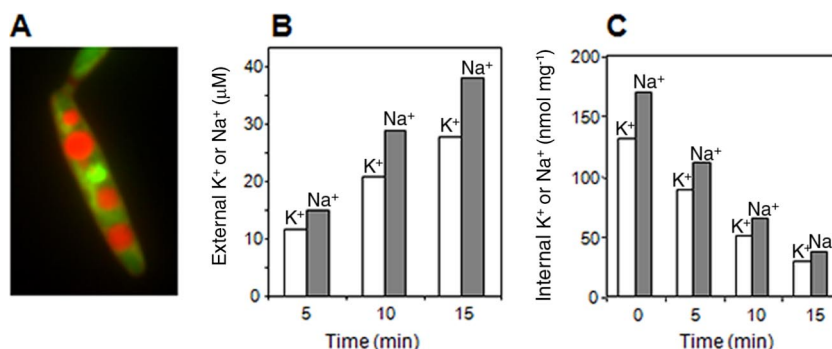 A
B
C
External K⁺ or Na⁺ (μM)
40
30
20
10
0
K⁺
Na⁺
K⁺
Na⁺
K⁺
Na⁺
5
10
15
Time (min)
Internal K⁺ or Na⁺ (nmol mg⁻¹)
200
150
100
50
0
K⁺
Na⁺
K⁺
Na⁺
K⁺
Na⁺
K⁺
Na
0
5
10
15
Time (min)